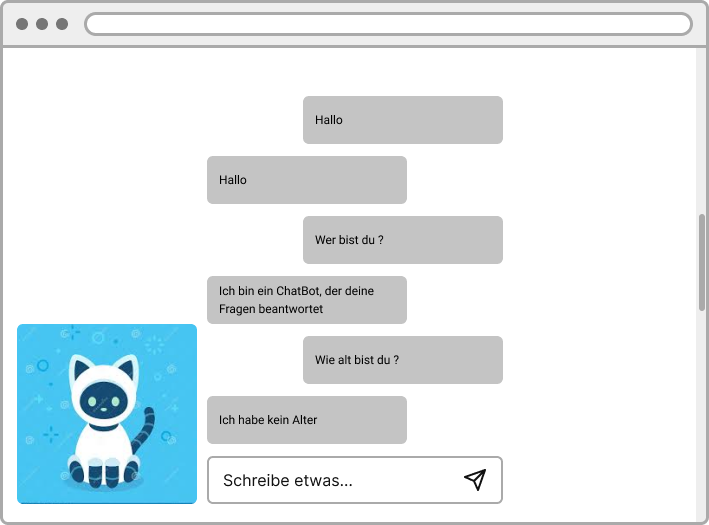 Hallo
Hallo
Wer bist du ?
Ich bin ein ChatBot, der deine
Fragen beantwortet
Wie alt bist du ?
Ich habe kein Alter
Schreibe etwas...